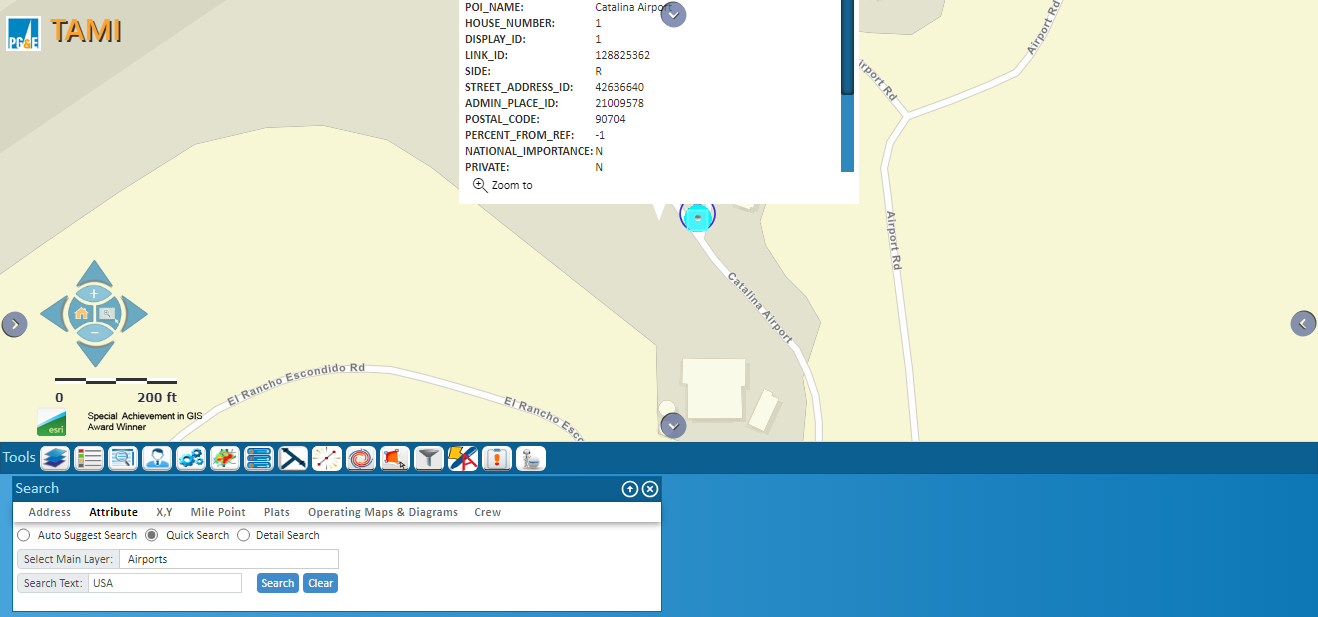 POI_NAME: Catalina Airport
HOUSE_NUMBER: 1
DISPLAY_ID: 1
LINK_ID: 128825362
SIDE: R
STREET_ADDRESS_ID: 42636640
ADMIN_PLACE_ID: 21009578
POSTAL_CODE: 90704
PERCENT_FROM_REF: -1
NATIONAL_IMPORTANCE: N
PRIVATE: N
Zoom to
PG&E TAMI
Airport Rd
Airport Rd
Airport Rd
Catalina Airport
El Rancho Escondido Rd
El Rancho Esco
0 200 ft
esri
Special Achievement in GIS
Award Winner
Tools
Search
Address Attribute X,Y Mile Point Plats Operating Maps & Diagrams Crew
Auto Suggest Search Quick Search Detail Search
Select Main Layer: Airports
Search Text: USA Search Clear